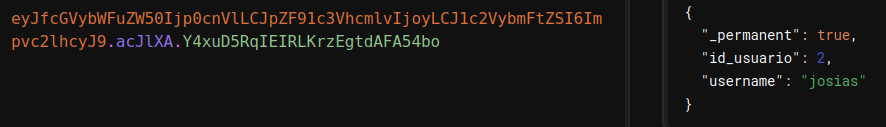 eyJfcGVybWFuZW50Ijp0cnVlLCJpZF91c3VhcmlvIjoyLCJ1c2VybmFtZSI6Im
pvc2lhcyJ9.acJlXA.Y4xuD5RqIEIRLKrzEgtdAFA54bo
{
"_permanent": true,
"id_usuario": 2,
"username": "josias"
}